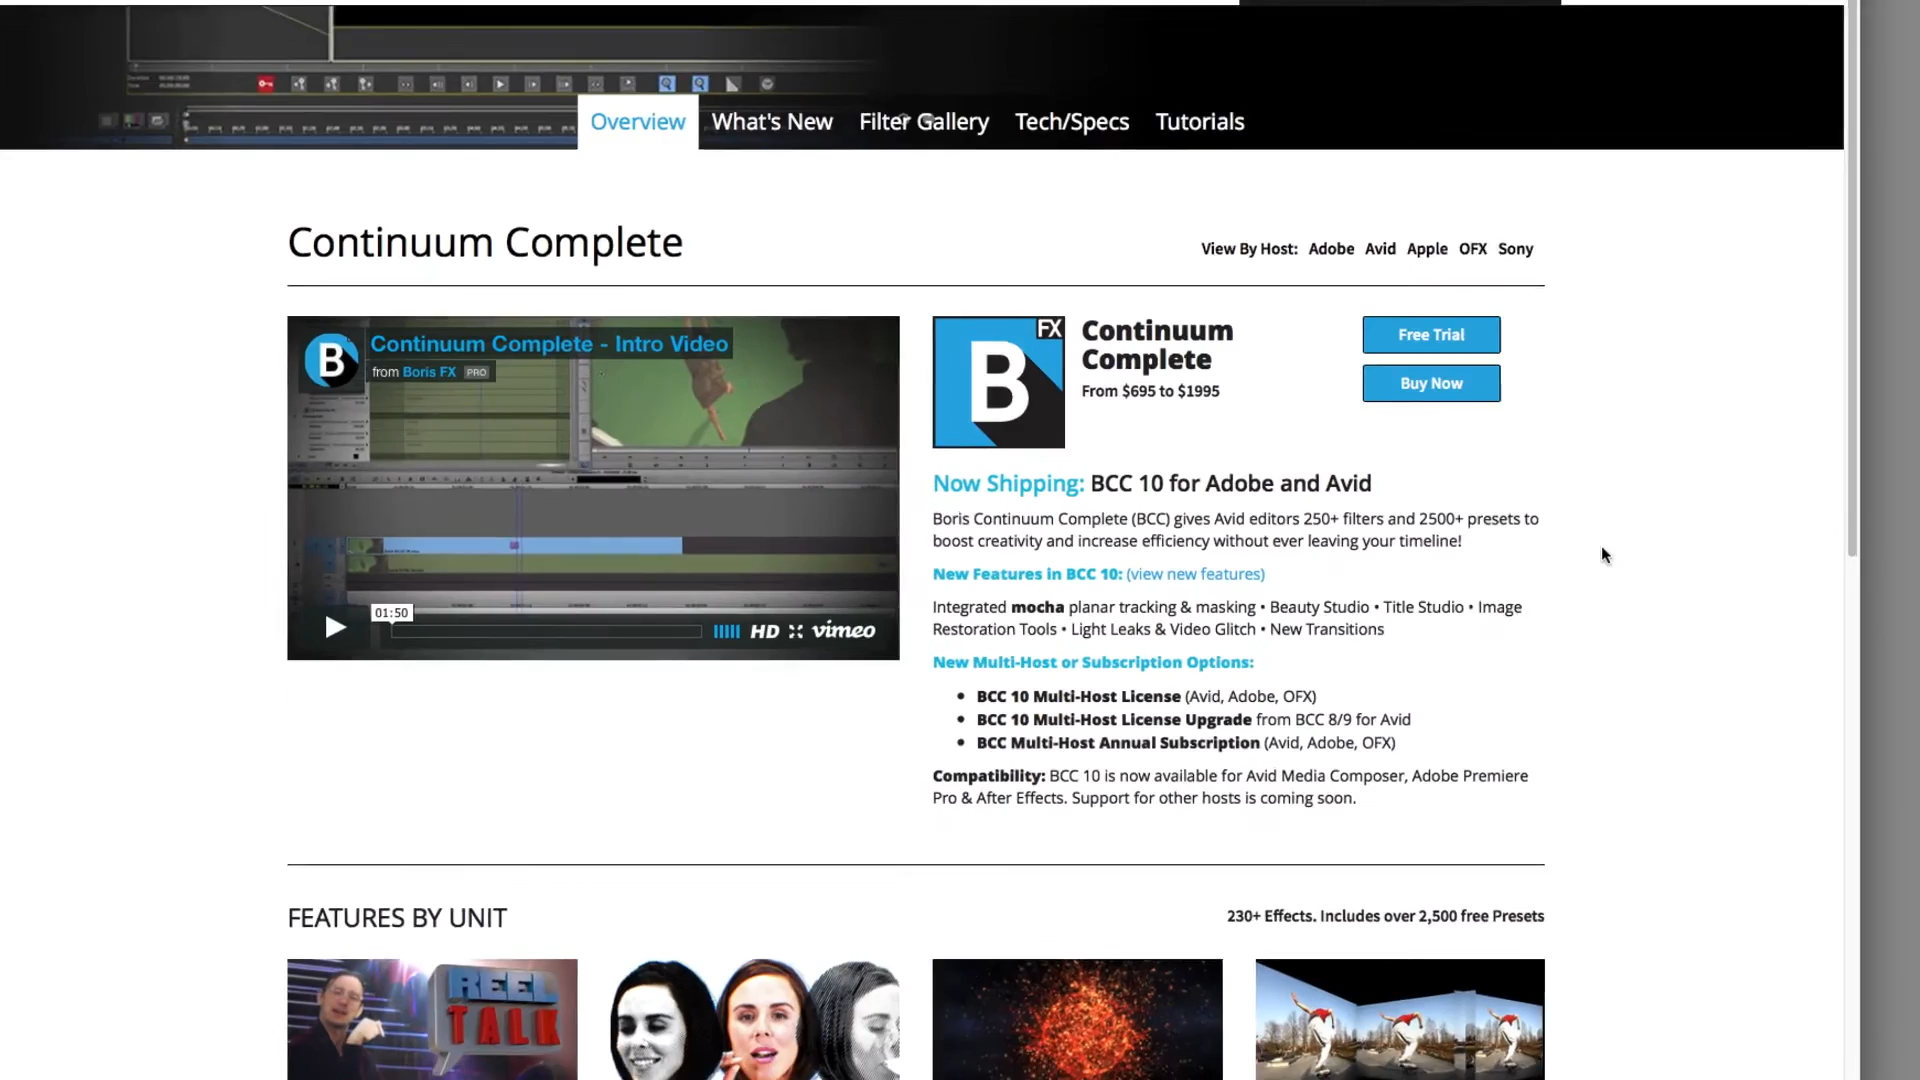 Overview What's New Filter Gallery Tech/Specs Tutorials
Continuum Complete
View By Host: Adobe Avid Apple OFX Sony
B
Continuum Complete - Intro Video
from Boris FX PRO
01:50
HD vimeo
FX
B
Continuum
Complete
From $695 to $1995
Free Trial
Buy Now
Now Shipping: BCC 10 for Adobe and Avid
Boris Continuum Complete (BCC) gives Avid editors 250+ filters and 2500+ presets to
boost creativity and increase efficiency without ever leaving your timeline!
New Features in BCC 10: (view new features)
Integrated mocha planar tracking & masking • Beauty Studio • Title Studio • Image
Restoration Tools • Light Leaks & Video Glitch • New Transitions
New Multi-Host or Subscription Options:
• BCC 10 Multi-Host License (Avid, Adobe, OFX)
• BCC 10 Multi-Host License Upgrade from BCC 8/9 for Avid
• BCC Multi-Host Annual Subscription (Avid, Adobe, OFX)
Compatibility: BCC 10 is now available for Avid Media Composer, Adobe Premiere
Pro & After Effects. Support for other hosts is coming soon.
FEATURES BY UNIT
230+ Effects. Includes over 2,500 free Presets
REEL
TALK